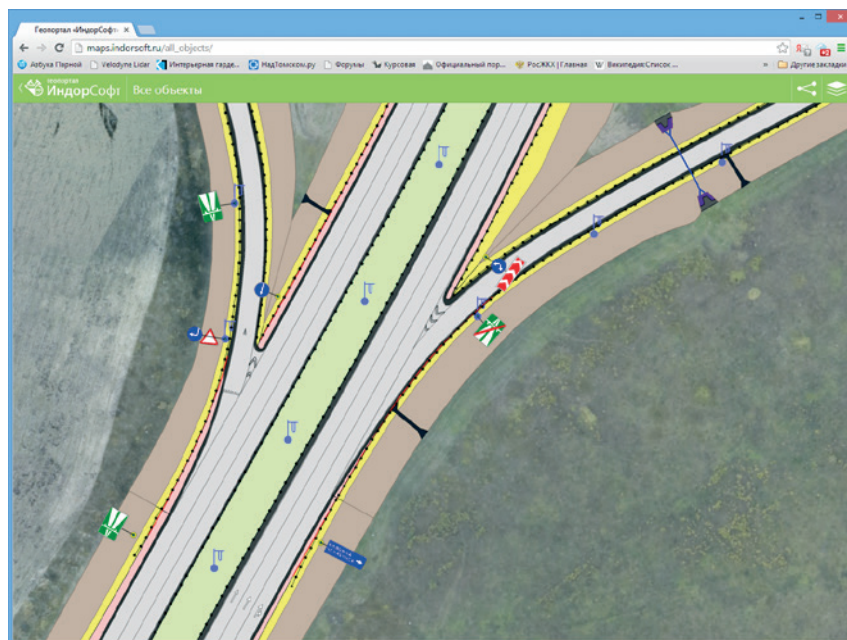 Геопортал «ИндорСофт»
maps.indorsoft.ru/all_objects/
Азбука Парной Velodyne Lidar Интерьерная гарде... НадТомском.ру Форумы Курсовая Официальный пор... РосЖКХ | Главная Википедия:Список ... » Другие закладки
геопортал
ИндорСофт Все объекты